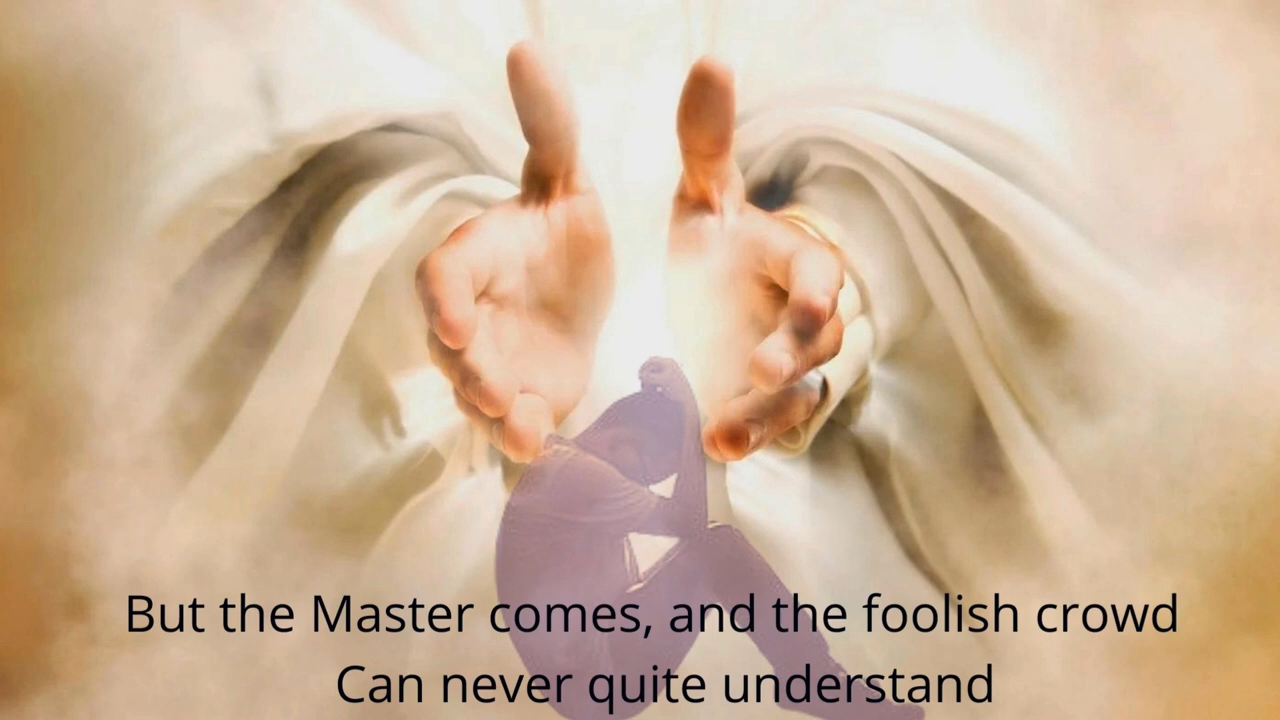 But the Master comes, and the foolish crowd
Can never quite understand